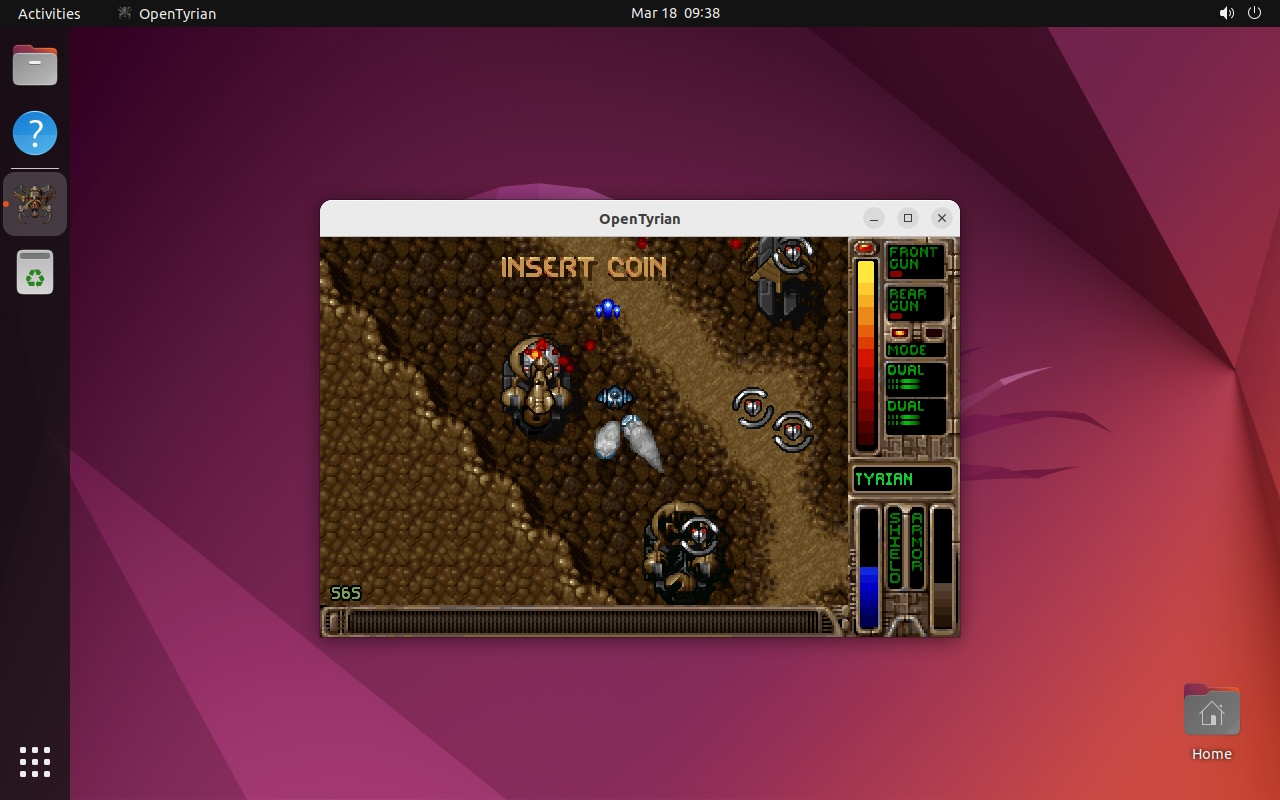 Activities
OpenTyrian
Mar 18 09:38
OpenTyrian
INSERT COIN
FRONT
GUN
REAR
GUN
MODE
DUAL
DUAL
TYRIAN
SHIELD
ARMOR
565
Home